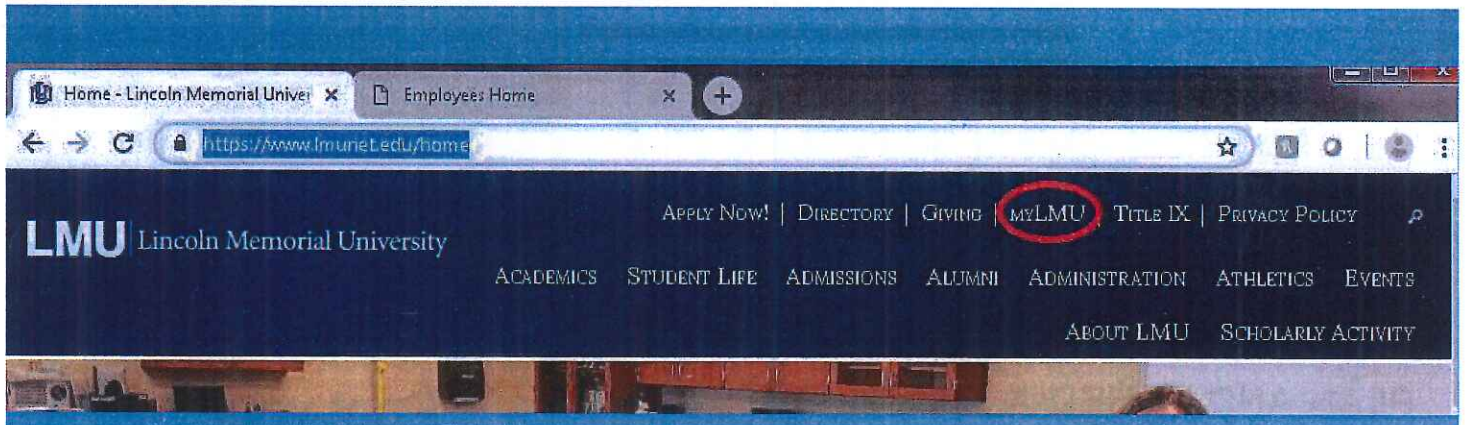 Home - Lincoln Memorial Univer
Employees Home
https://www.lmunet.edu/home
APPLY NOW! | DIRECTORY | GIVING | MYLMU | TITLE IX | PRIVACY POLICY
LMU Lincoln Memorial University
ACADEMICS STUDENT LIFE ADMISSIONS ALUMNI ADMINISTRATION ATHLETICS EVENTS
ABOUT LMU SCHOLARLY ACTIVITY